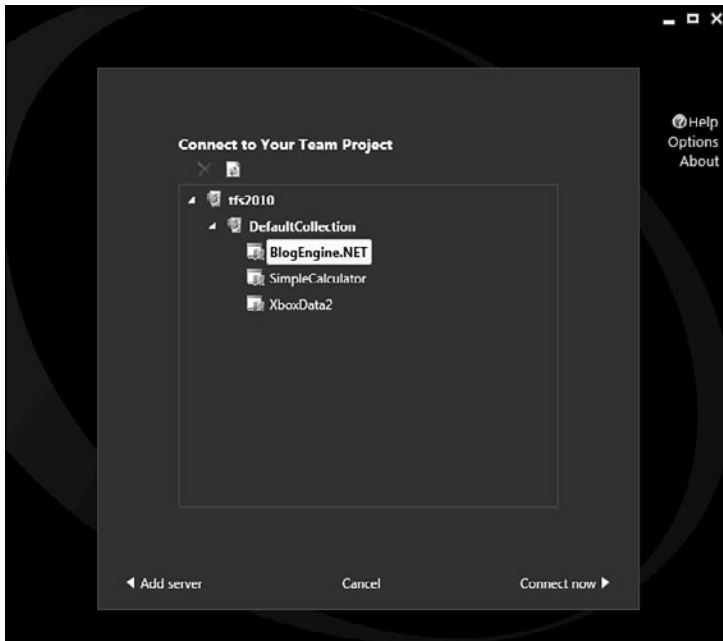 Help
Options
About
Connect to Your Team Project
tfs2010
DefaultCollection
BlogEngine.NET
SimpleCalculator
XboxData2
Add server
Cancel
Connect now